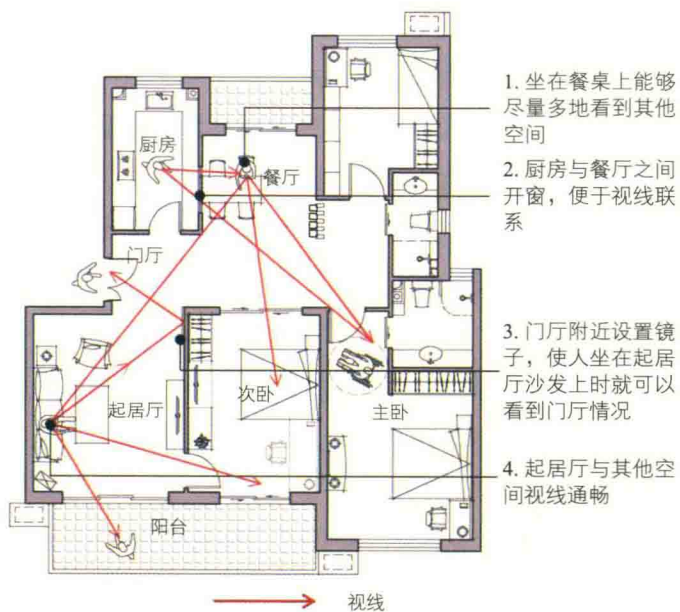 厨房
餐厅
门厅
起居厅
次卧
主卧
阳台
1. 坐在餐桌上能够
尽量多地看到其他
空间
2. 厨房与餐厅之间
开窗，便于视线联
系
3. 门厅附近设置镜
子，使人坐在起居
厅沙发上时就可以
看到门厅情况
4. 起居厅与其他空
间视线通畅
视线